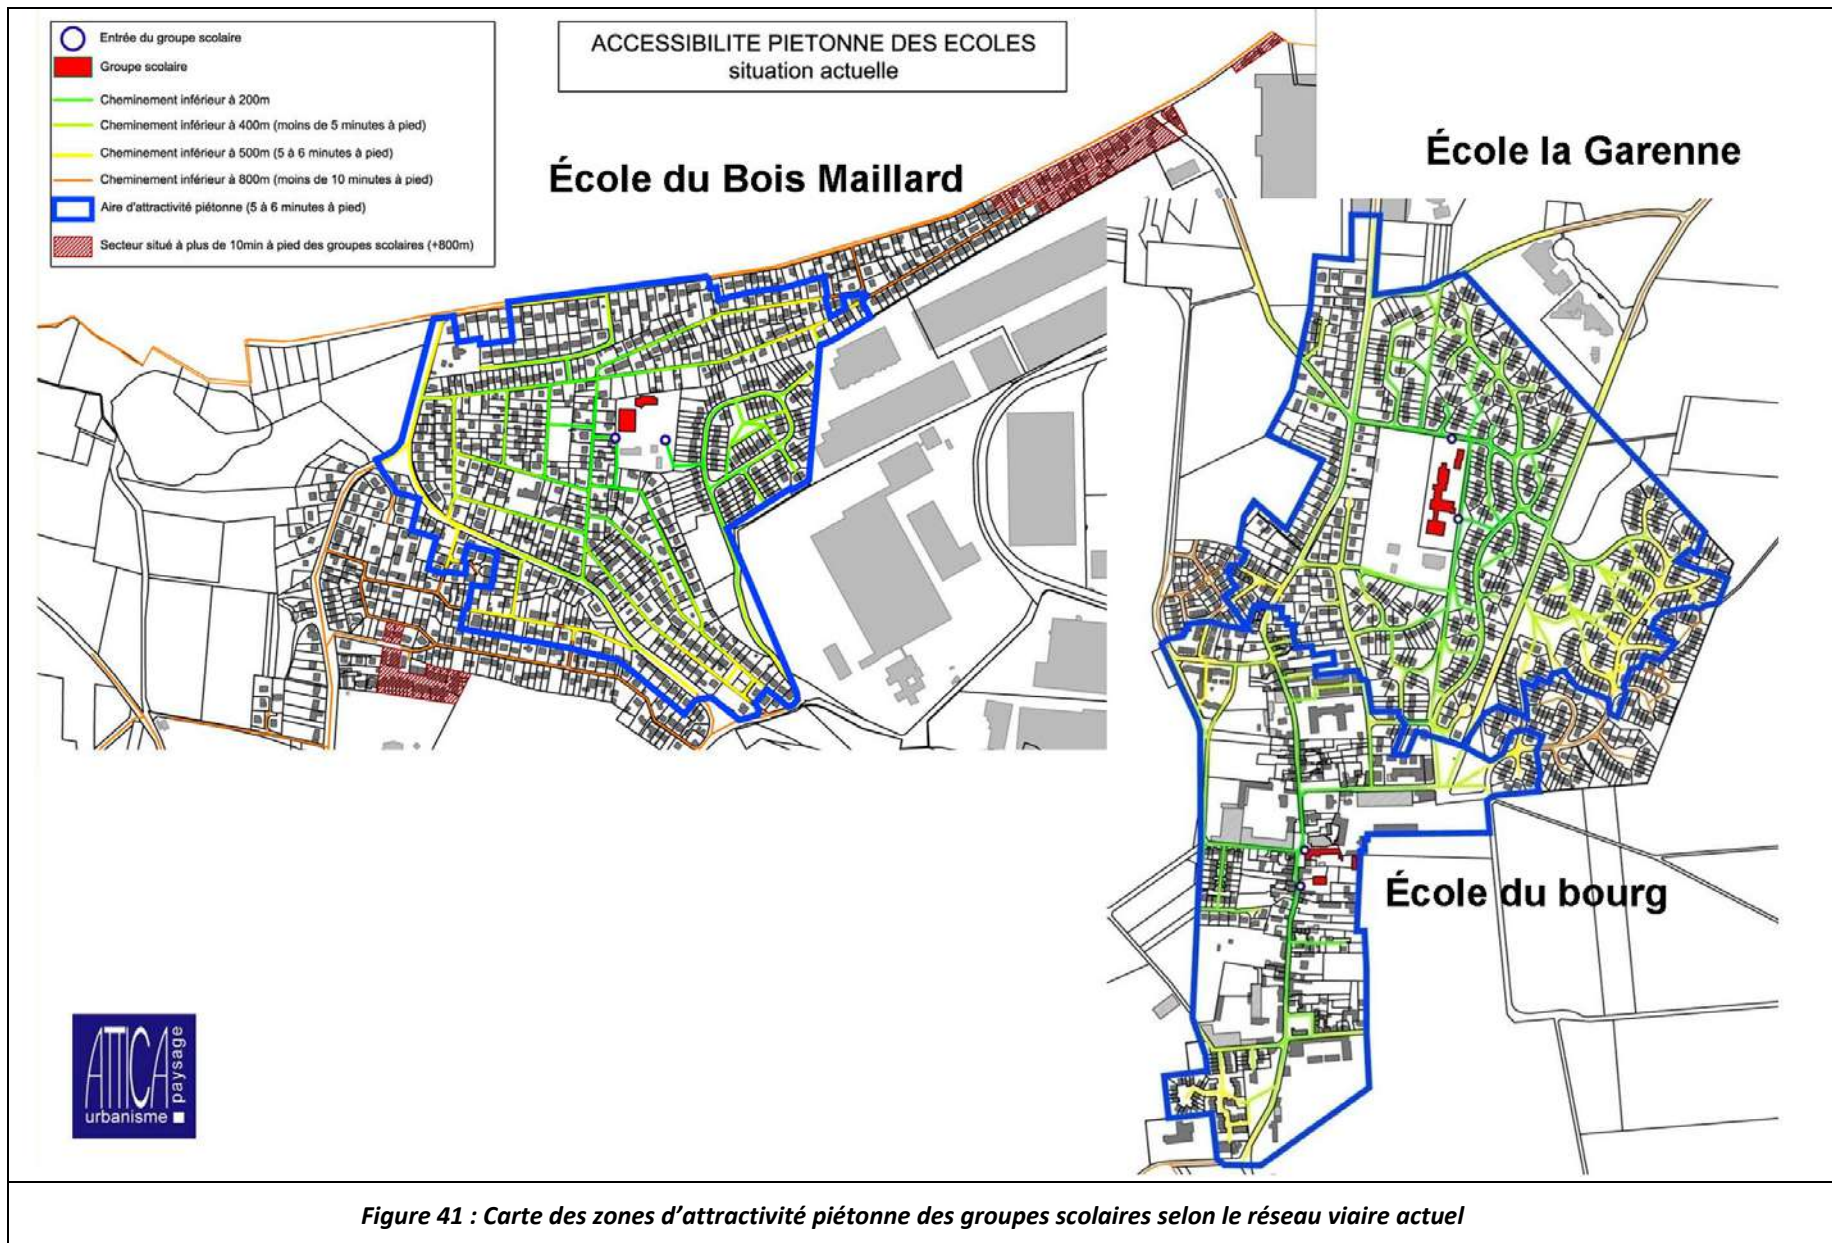 Entrée du groupe scolaire
Groupe scolaire
Cheminement inférieur à 200m
Cheminement inférieur à 400m (moins de 5 minutes à pied)
Cheminement inférieur à 500m (5 à 6 minutes à pied)
Cheminement inférieur à 800m (moins de 10 minutes à pied)
Aire d'attractivité piétonne (5 à 6 minutes à pied)
Secteur situé à plus de 10min à pied des groupes scolaires (+800m)
ACCESSIBILITE PIETONNE DES ECOLES
situation actuelle
École du Bois Maillard
École la Garenne
École du bourg
ATTICA
urbanisme
paysage
Figure 41 : Carte des zones d’attractivité piétonne des groupes scolaires selon le réseau viaire actuel